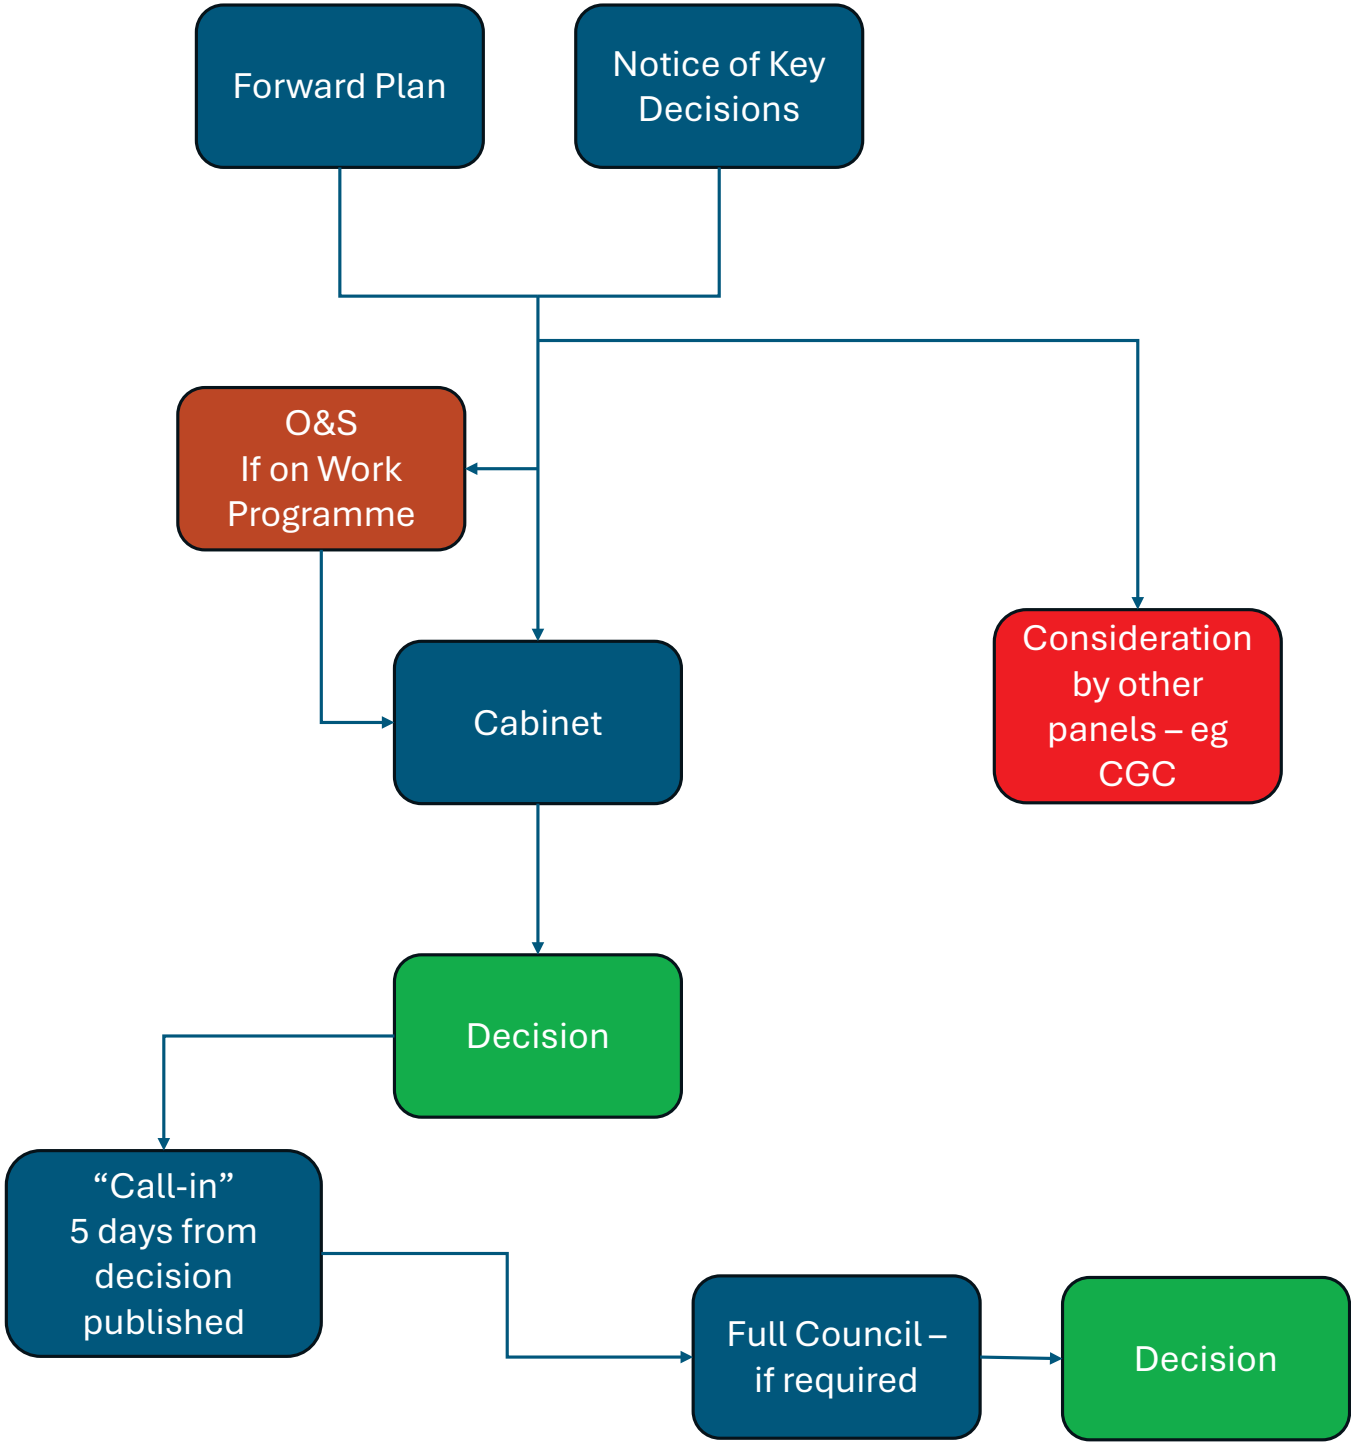 Forward Plan
Notice of Key
Decisions
O&S
If on Work
Programme
Cabinet
Consideration
by other
panels – eg
CGC
Decision
“Call-in”
5 days from
decision
published
Full Council –
if required
Decision